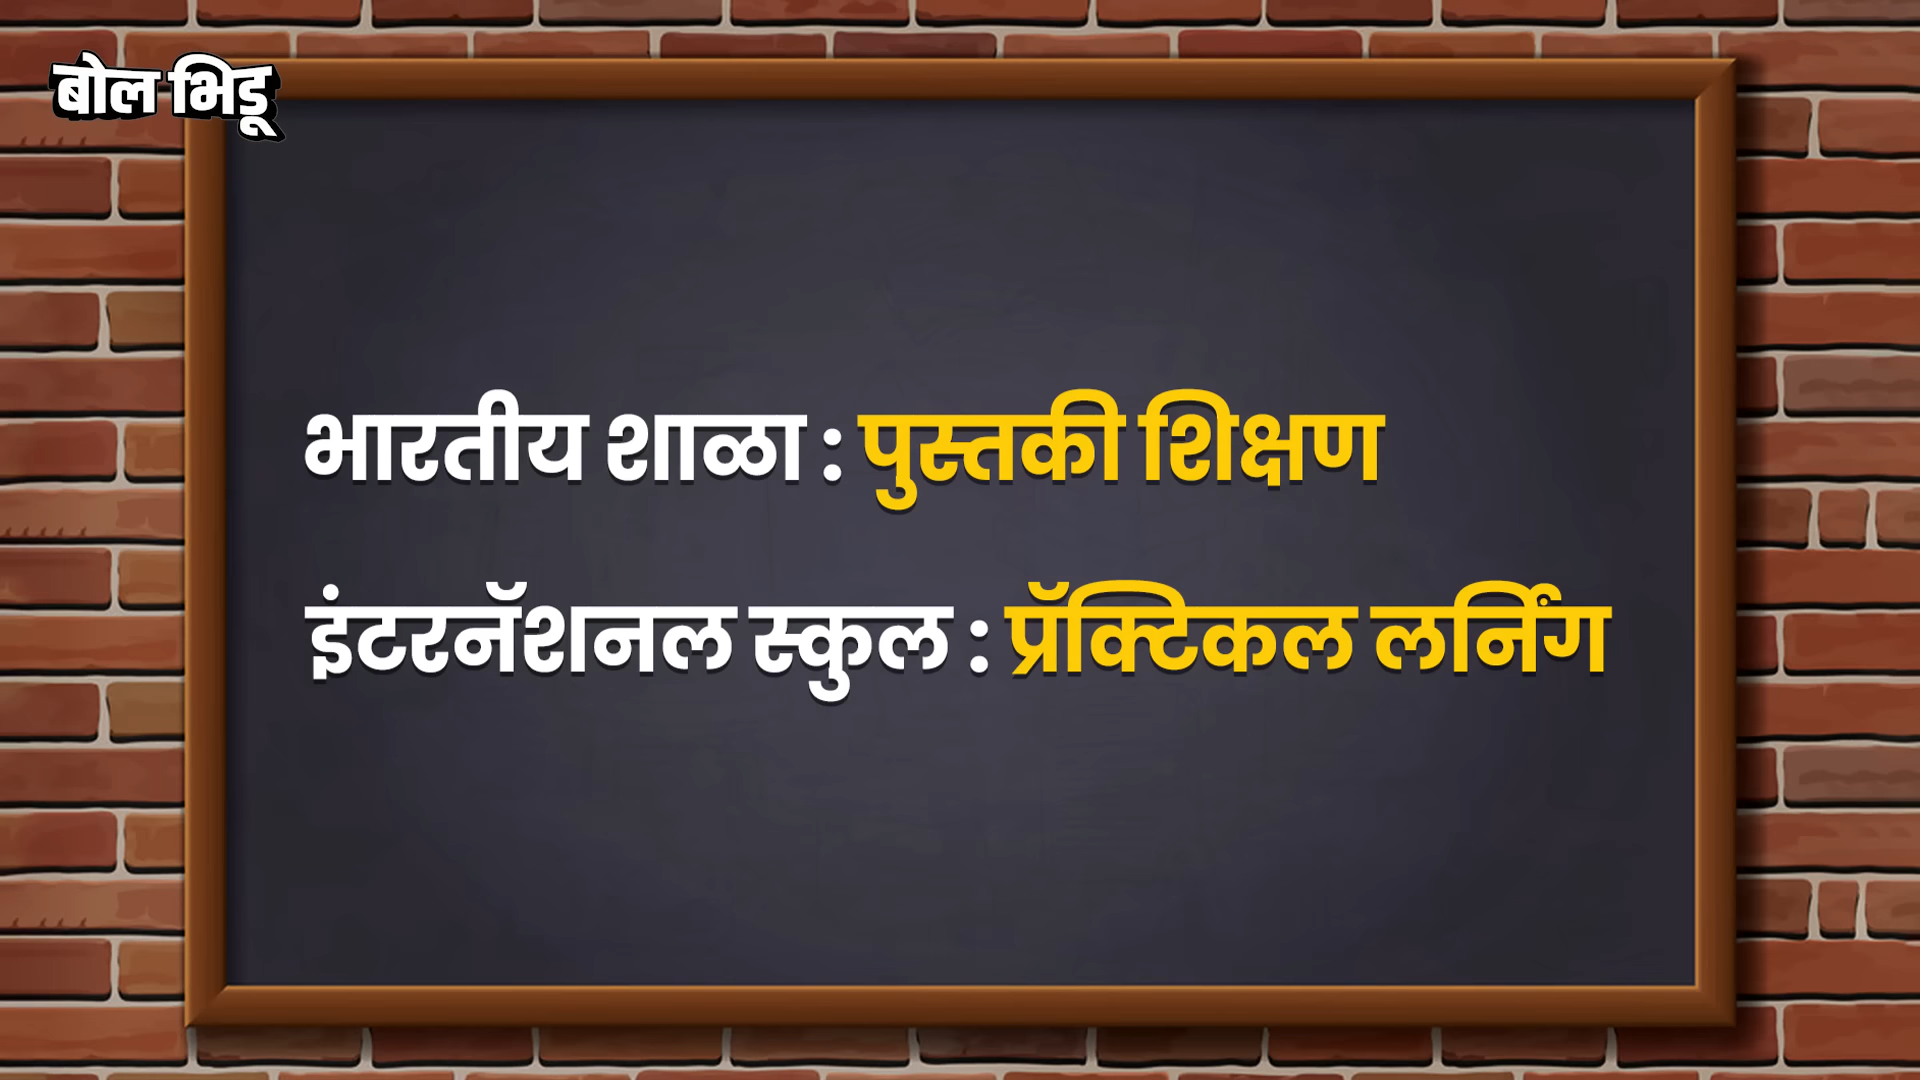 बोल भिडू
भारतीय शाळा : पुस्तकी शिक्षण
इंटरनॅशनल स्कुल : प्रॅक्टिकल लर्निंग